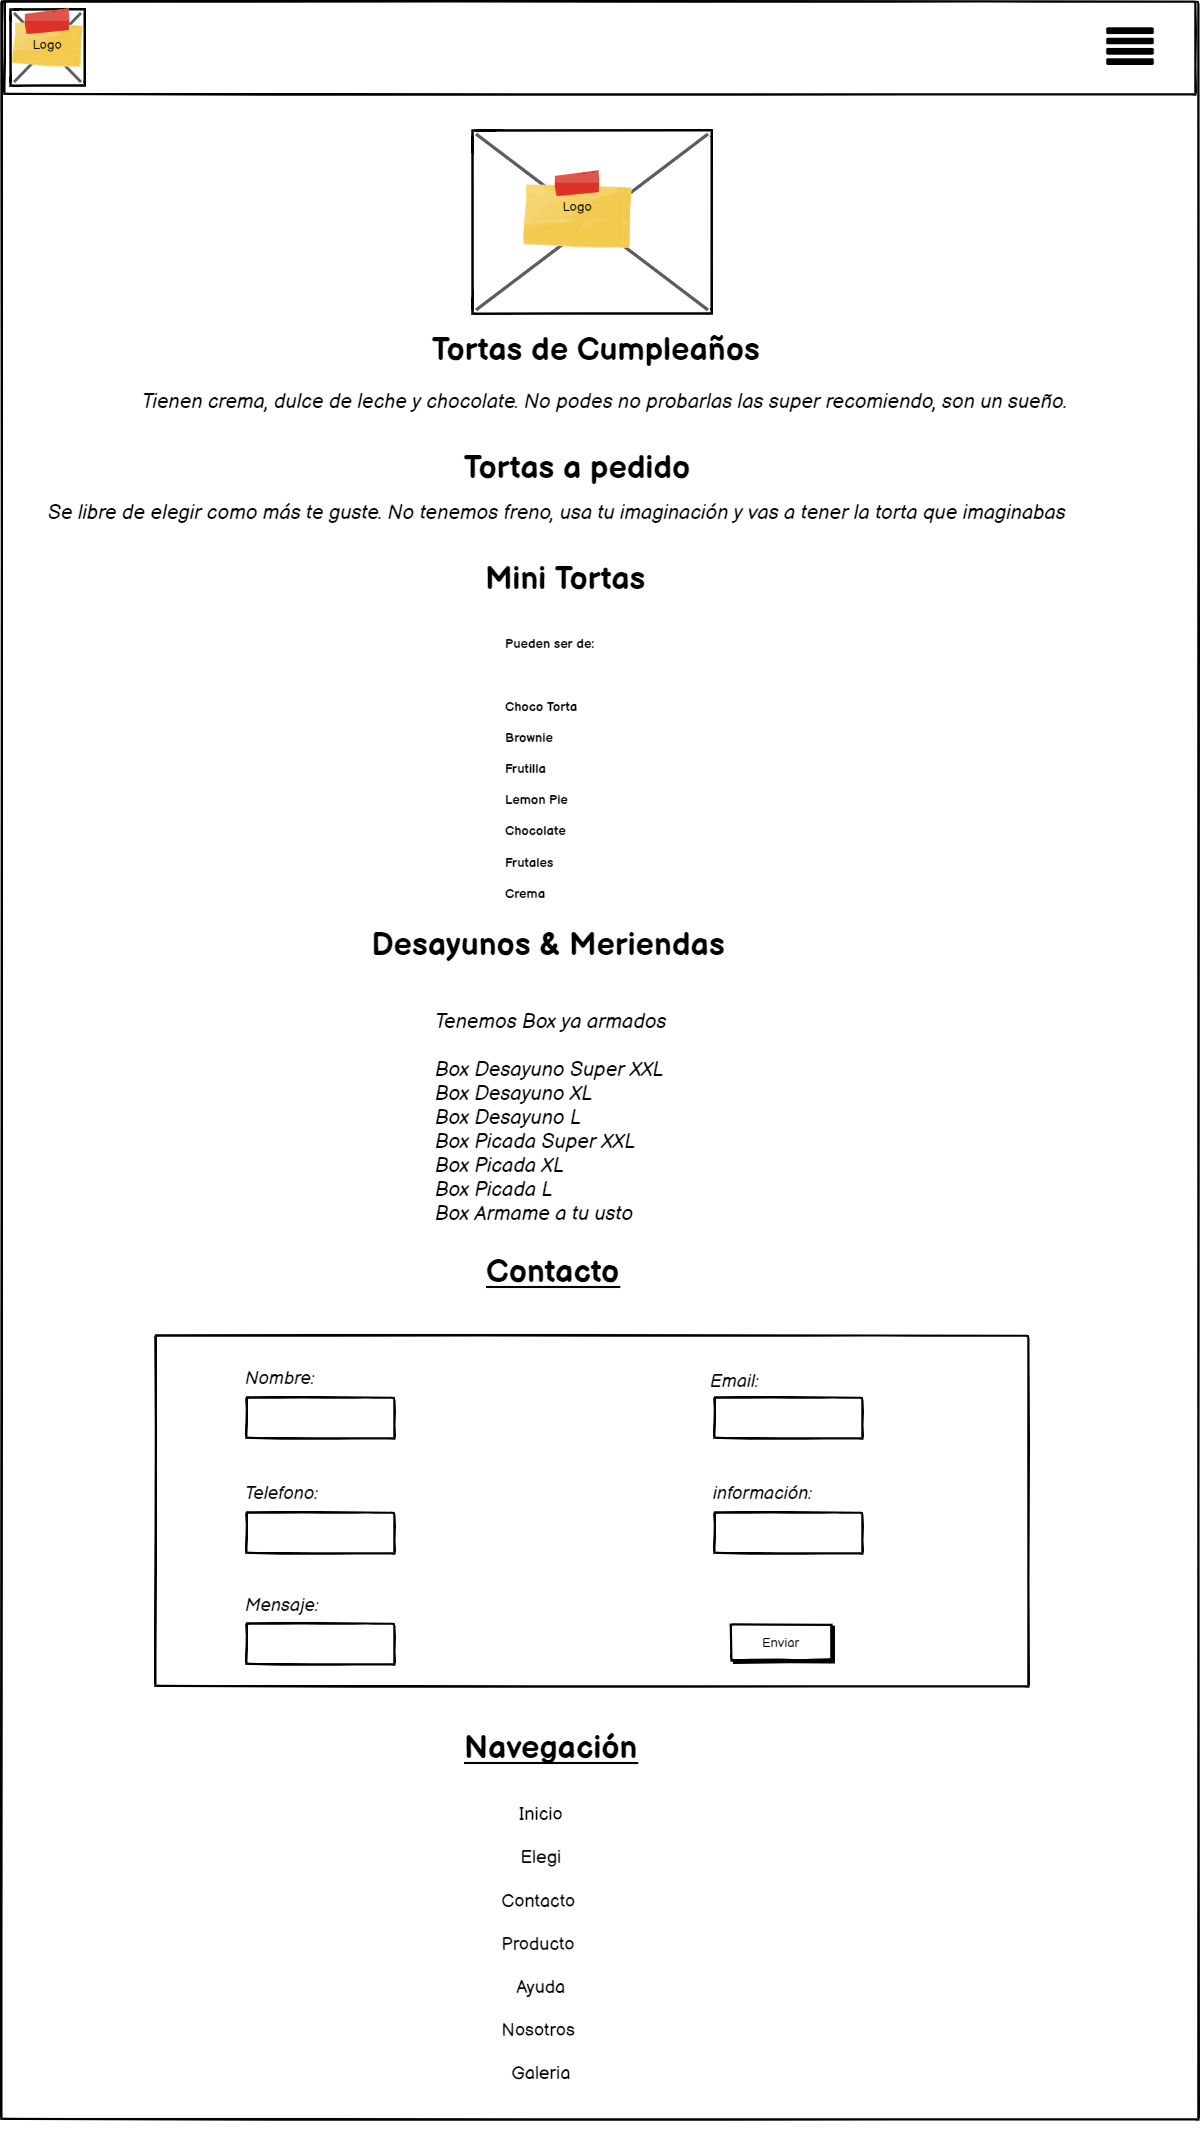 Logo
Logo
Tortas de Cumpleaños
Tienen crema, dulce de leche y chocolate. No podes no probarlas las super recomiendo, son un sueño.
Tortas a pedido
Se libre de elegir como más te guste. No tenemos freno, usa tu imaginación y vas a tener la torta que imaginabas
Mini Tortas
Pueden ser de:
Choco Torta
Brownie
Frutilla
Lemon Pie
Chocolate
Frutales
Crema
Desayunos & Meriendas
Tenemos Box ya armados
Box Desayuno Super XXL
Box Desayuno XL
Box Desayuno L
Box Picada Super XXL
Box Picada XL
Box Picada L
Box Armame a tu usto
Contacto
Nombre:
Email:
Telefono:
información:
Mensaje:
Enviar
Navegación
Inicio
Elegi
Contacto
Producto
Ayuda
Nosotros
Galeria